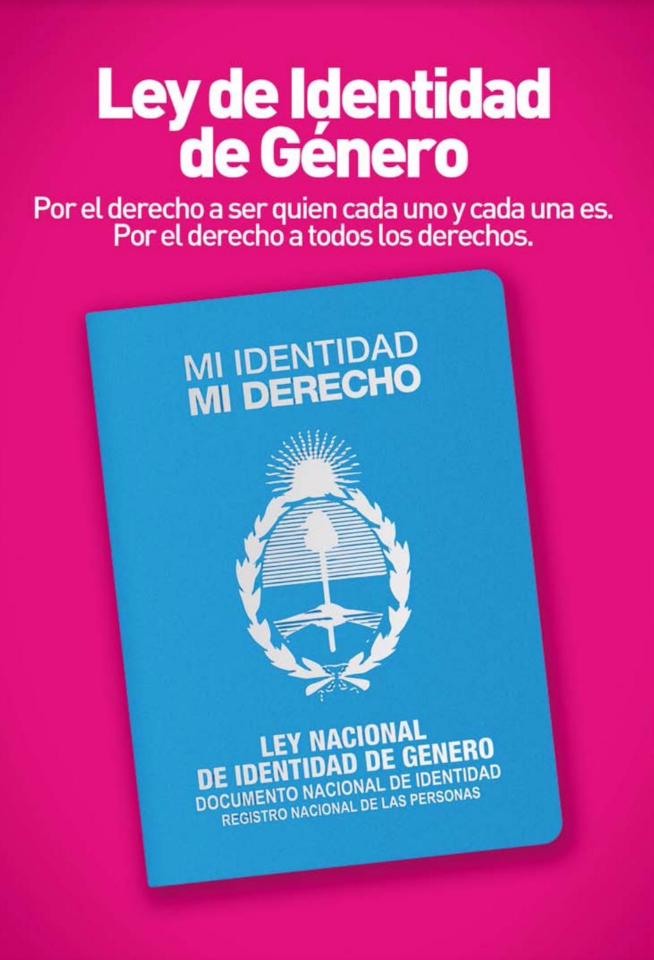 Ley de Identidad
de Género
Por el derecho a ser quien cada uno y cada una es.
Por el derecho a todos los derechos.
MI IDENTIDAD
MI DERECHO
LEY NACIONAL
DE IDENTIDAD DE GENERO
DOCUMENTO NACIONAL DE IDENTIDAD
REGISTRO NACIONAL DE LAS PERSONAS